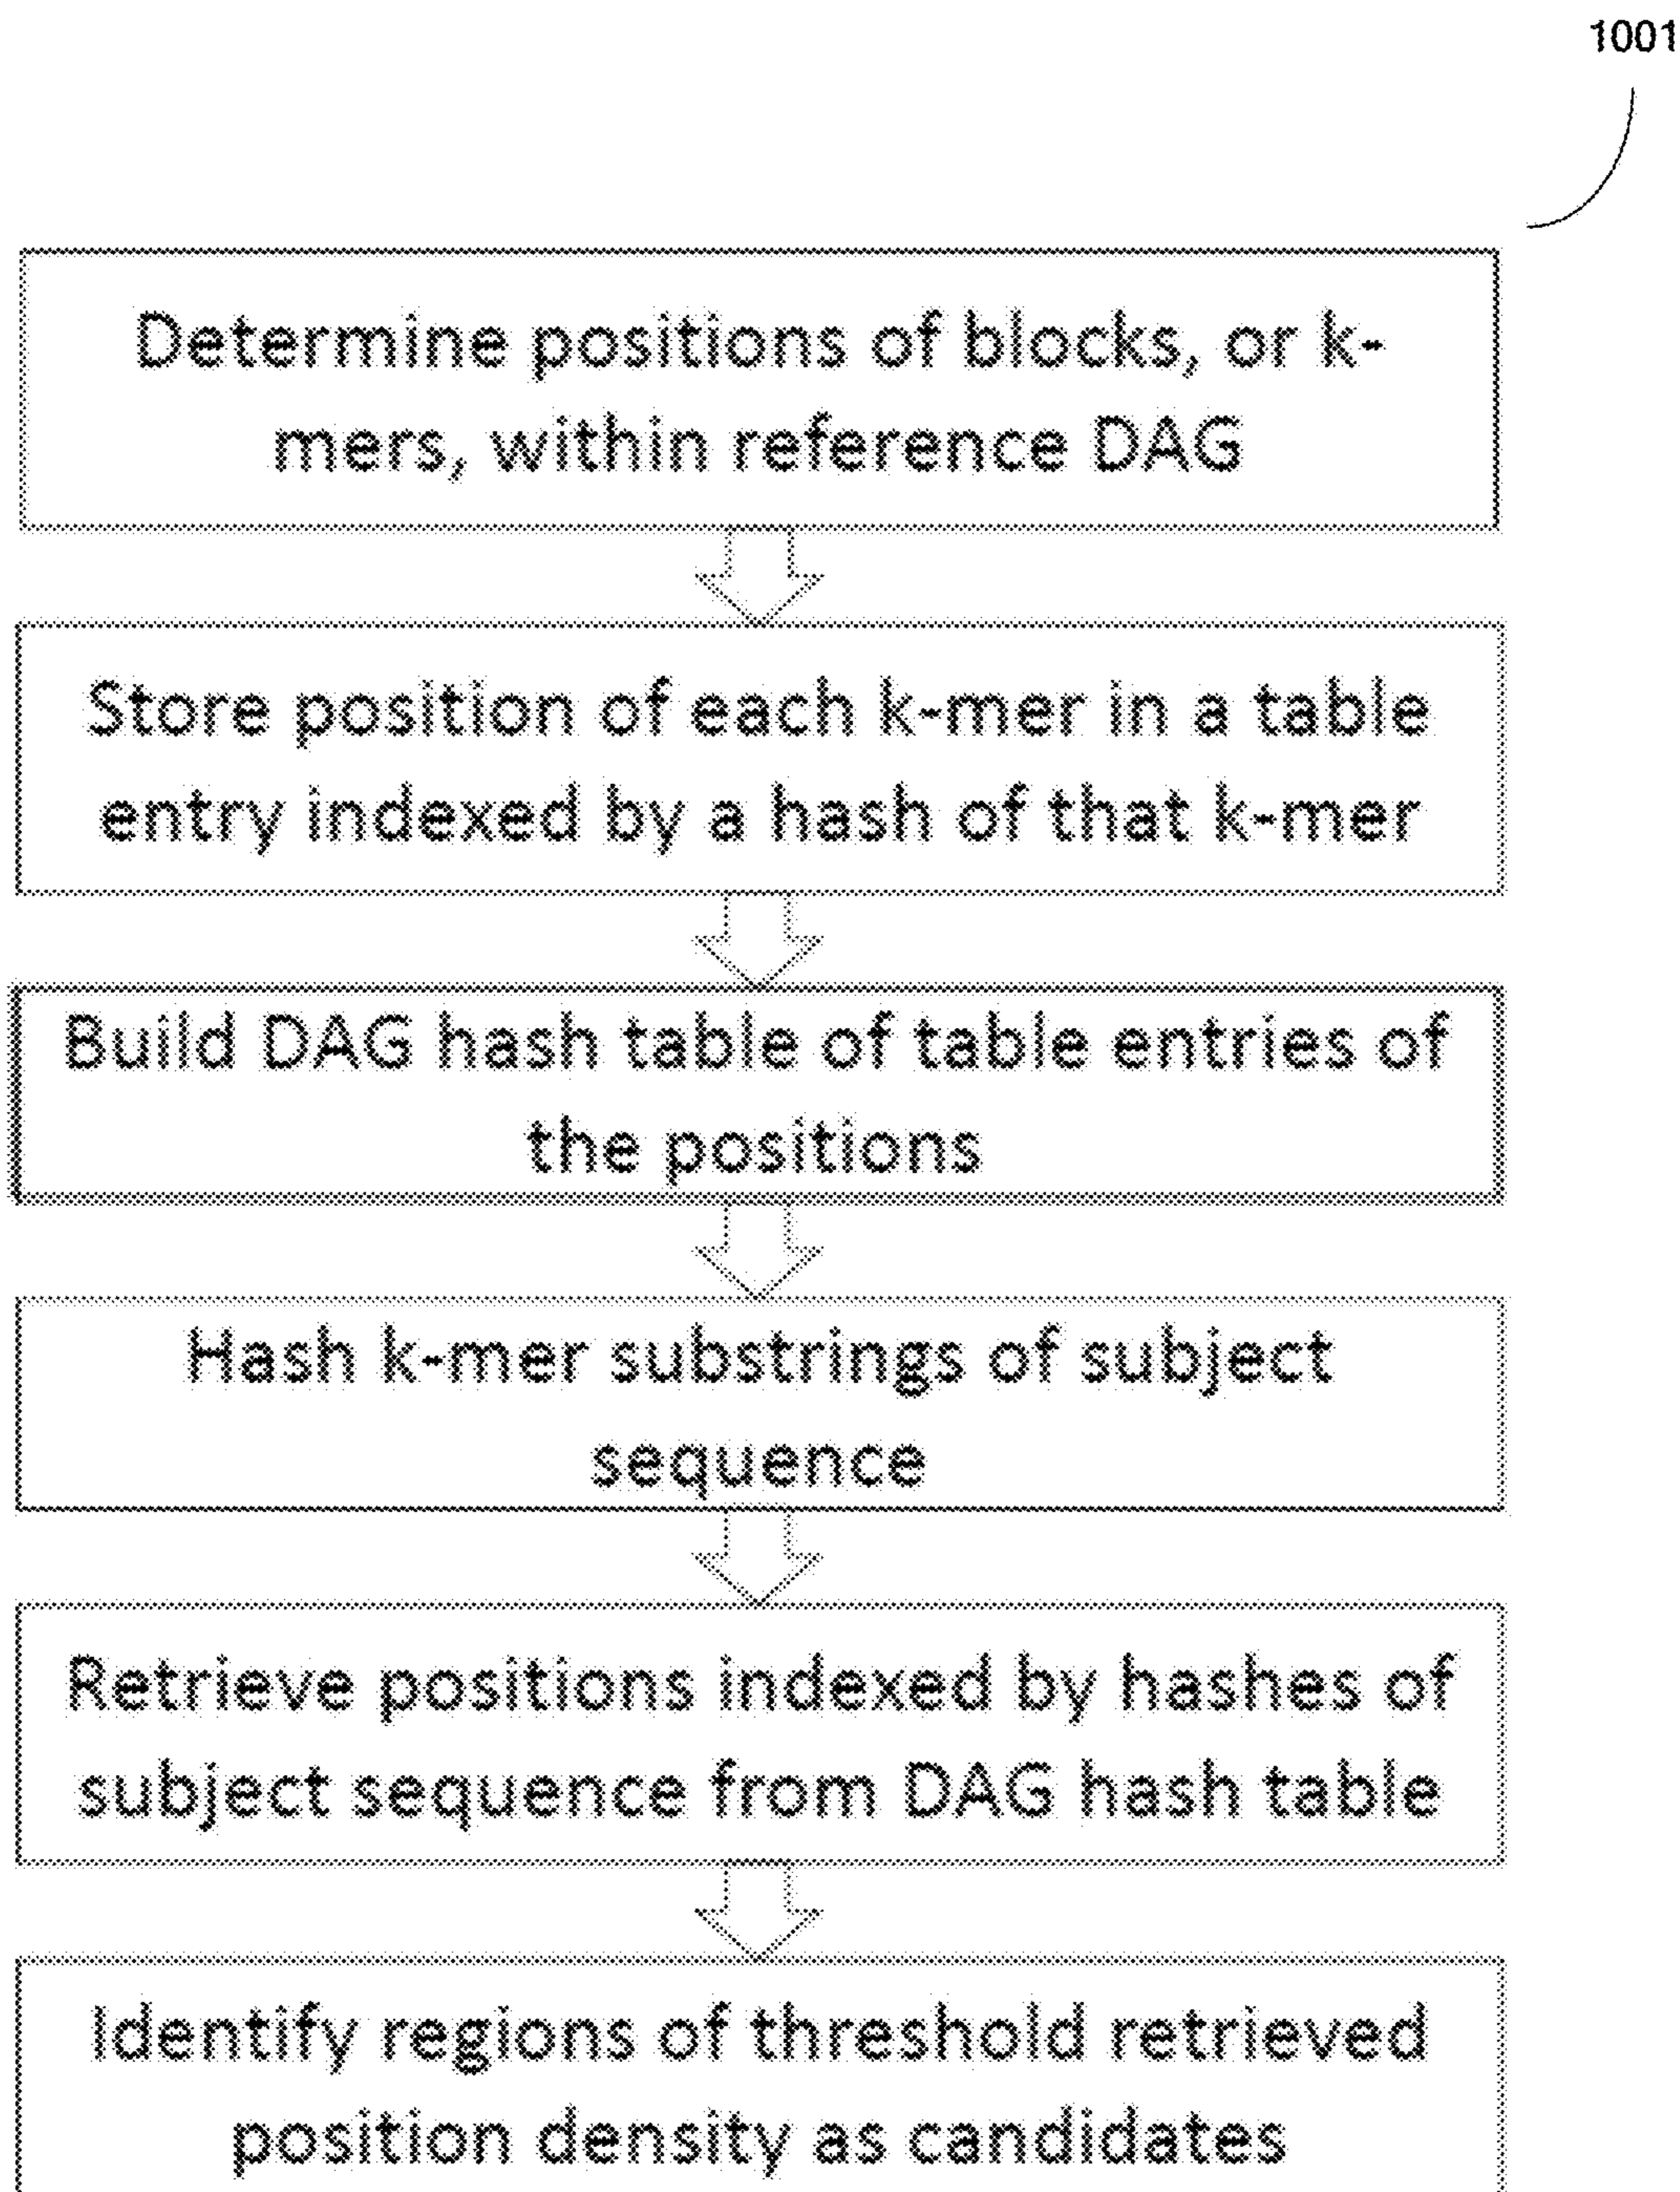 1001
Determine positions of blocks, or k-
mers, within reference DAG
Store position of each k-mer in a table
entry indexed by a hash of that k-mer
Build DAG hash table of table entries of
the positions
Hash k-mer substrings of subject
sequence
Retrieve positions indexed by hashes of
subject sequence from DAG hash table
Identify regions of threshold retrieved
position density as candidates